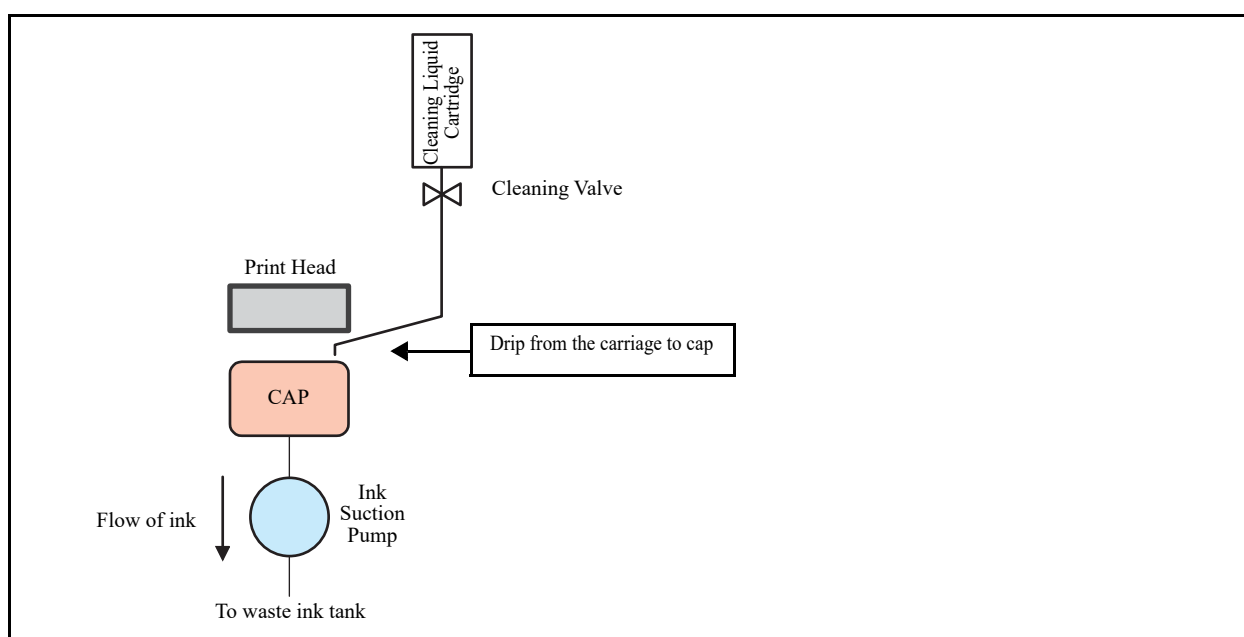 Cleaning Liquid
Cartridge
Cleaning Valve
Print Head
Drip from the carriage to cap
CAP
Ink
Suction
Pump
Flow of ink
To waste ink tank